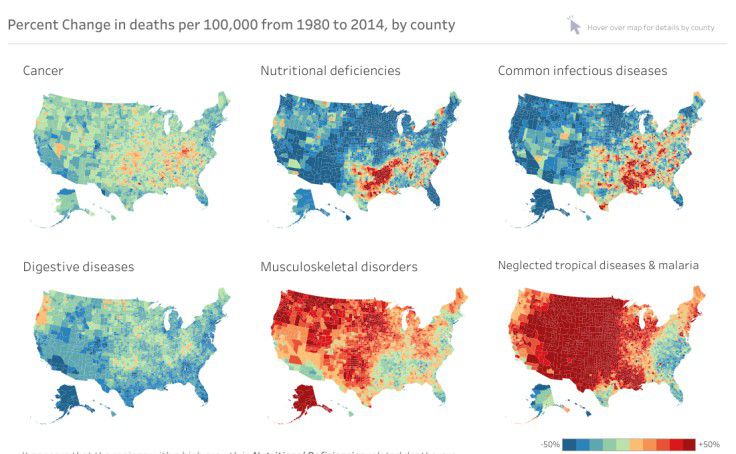 Percent Change in deaths per 100,000 from 1980 to 2014, by county
Hover over map for details by county
Cancer
Nutritional deficiencies
Common infectious diseases
Digestive diseases
Musculoskeletal disorders
Neglected tropical diseases & malaria
-50%
+50%